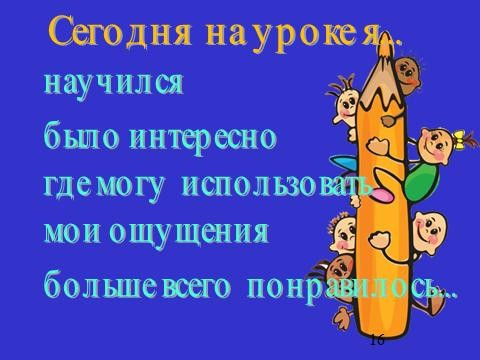 Сегодня на уроке я...
научился
было интересно
где могу использовать
мои ощущения
больше всего понравилось...
16